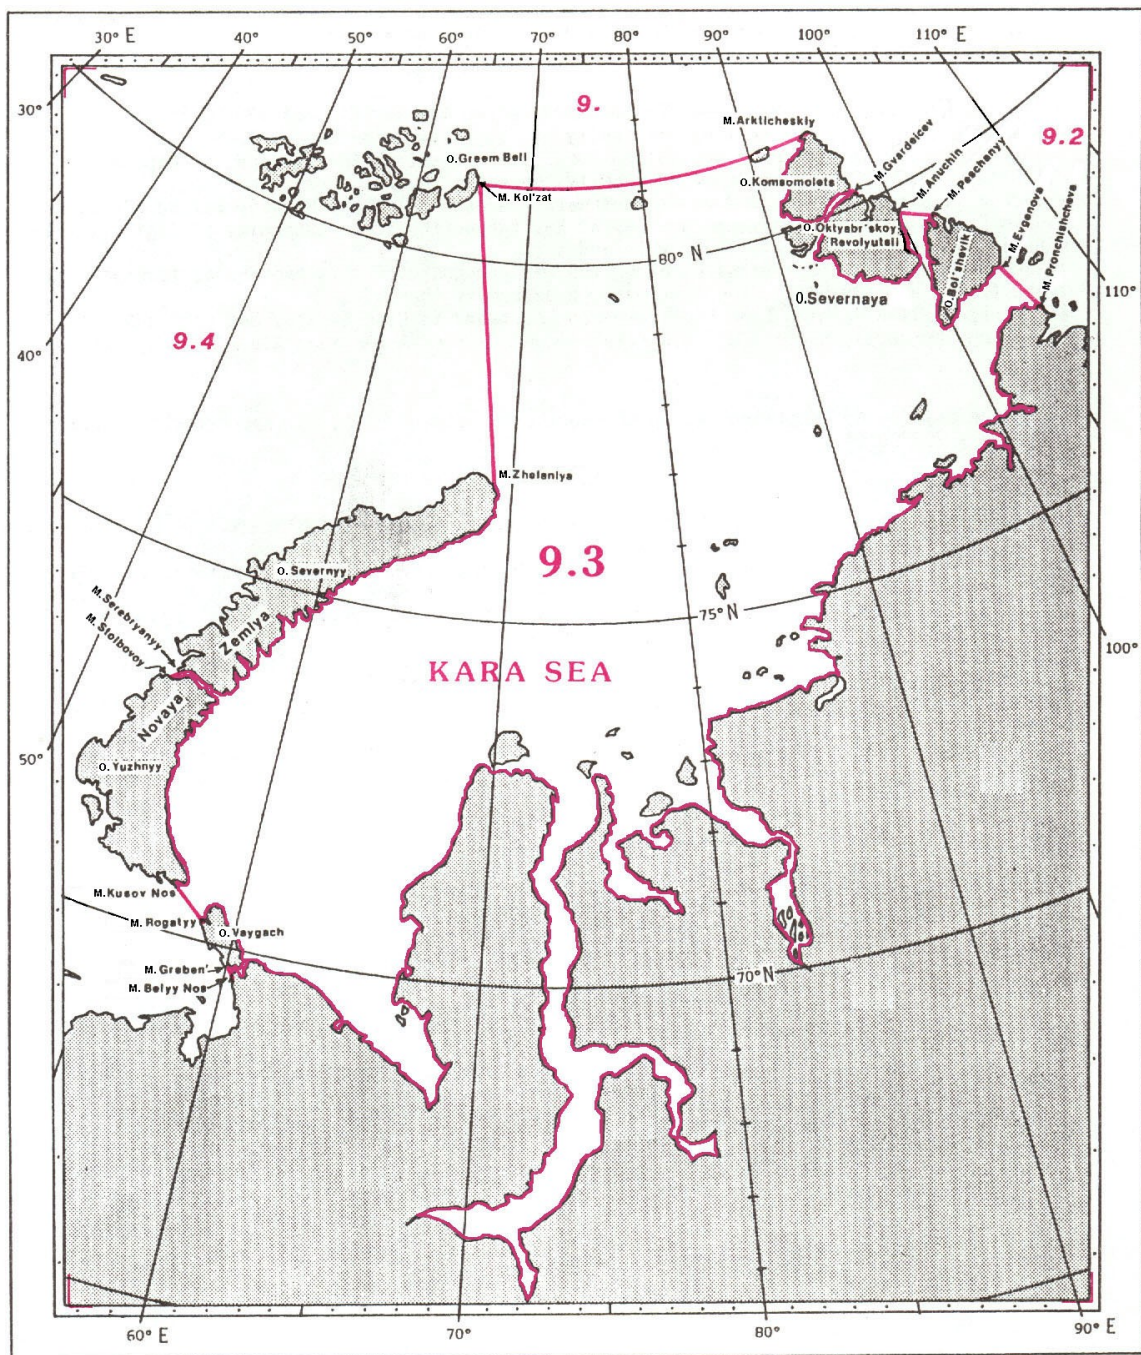 30° E
40°
50°
60°
70°
80°
90°
100°
110° E
30°
9.
M. Arkticheskiy
M. Gvardeicev
M. Anuchin
M. Peschanyy
9.2
M. Evgenova
M. Pronchishcheva
O. Greem Bell
M. Kol'zat
O. Komsomolets
O. Oktyabr'skoy
Revolyutsii
O. Bol'shevik
80° N
O. Severnaya
110°
9.4
40°
M. Zhelaniya
9.3
O. Severnyy
75° N
M. Serebryanyy
M. Stolbovoy
Zemlya
100°
KARA SEA
Novaya
50°
O. Yuzhnyy
M. Kusov Nos
M. Rogatyy
O. Vaygach
M. Greben'
M. Belyy Nos
70° N
60° E
70°
80°
90° E